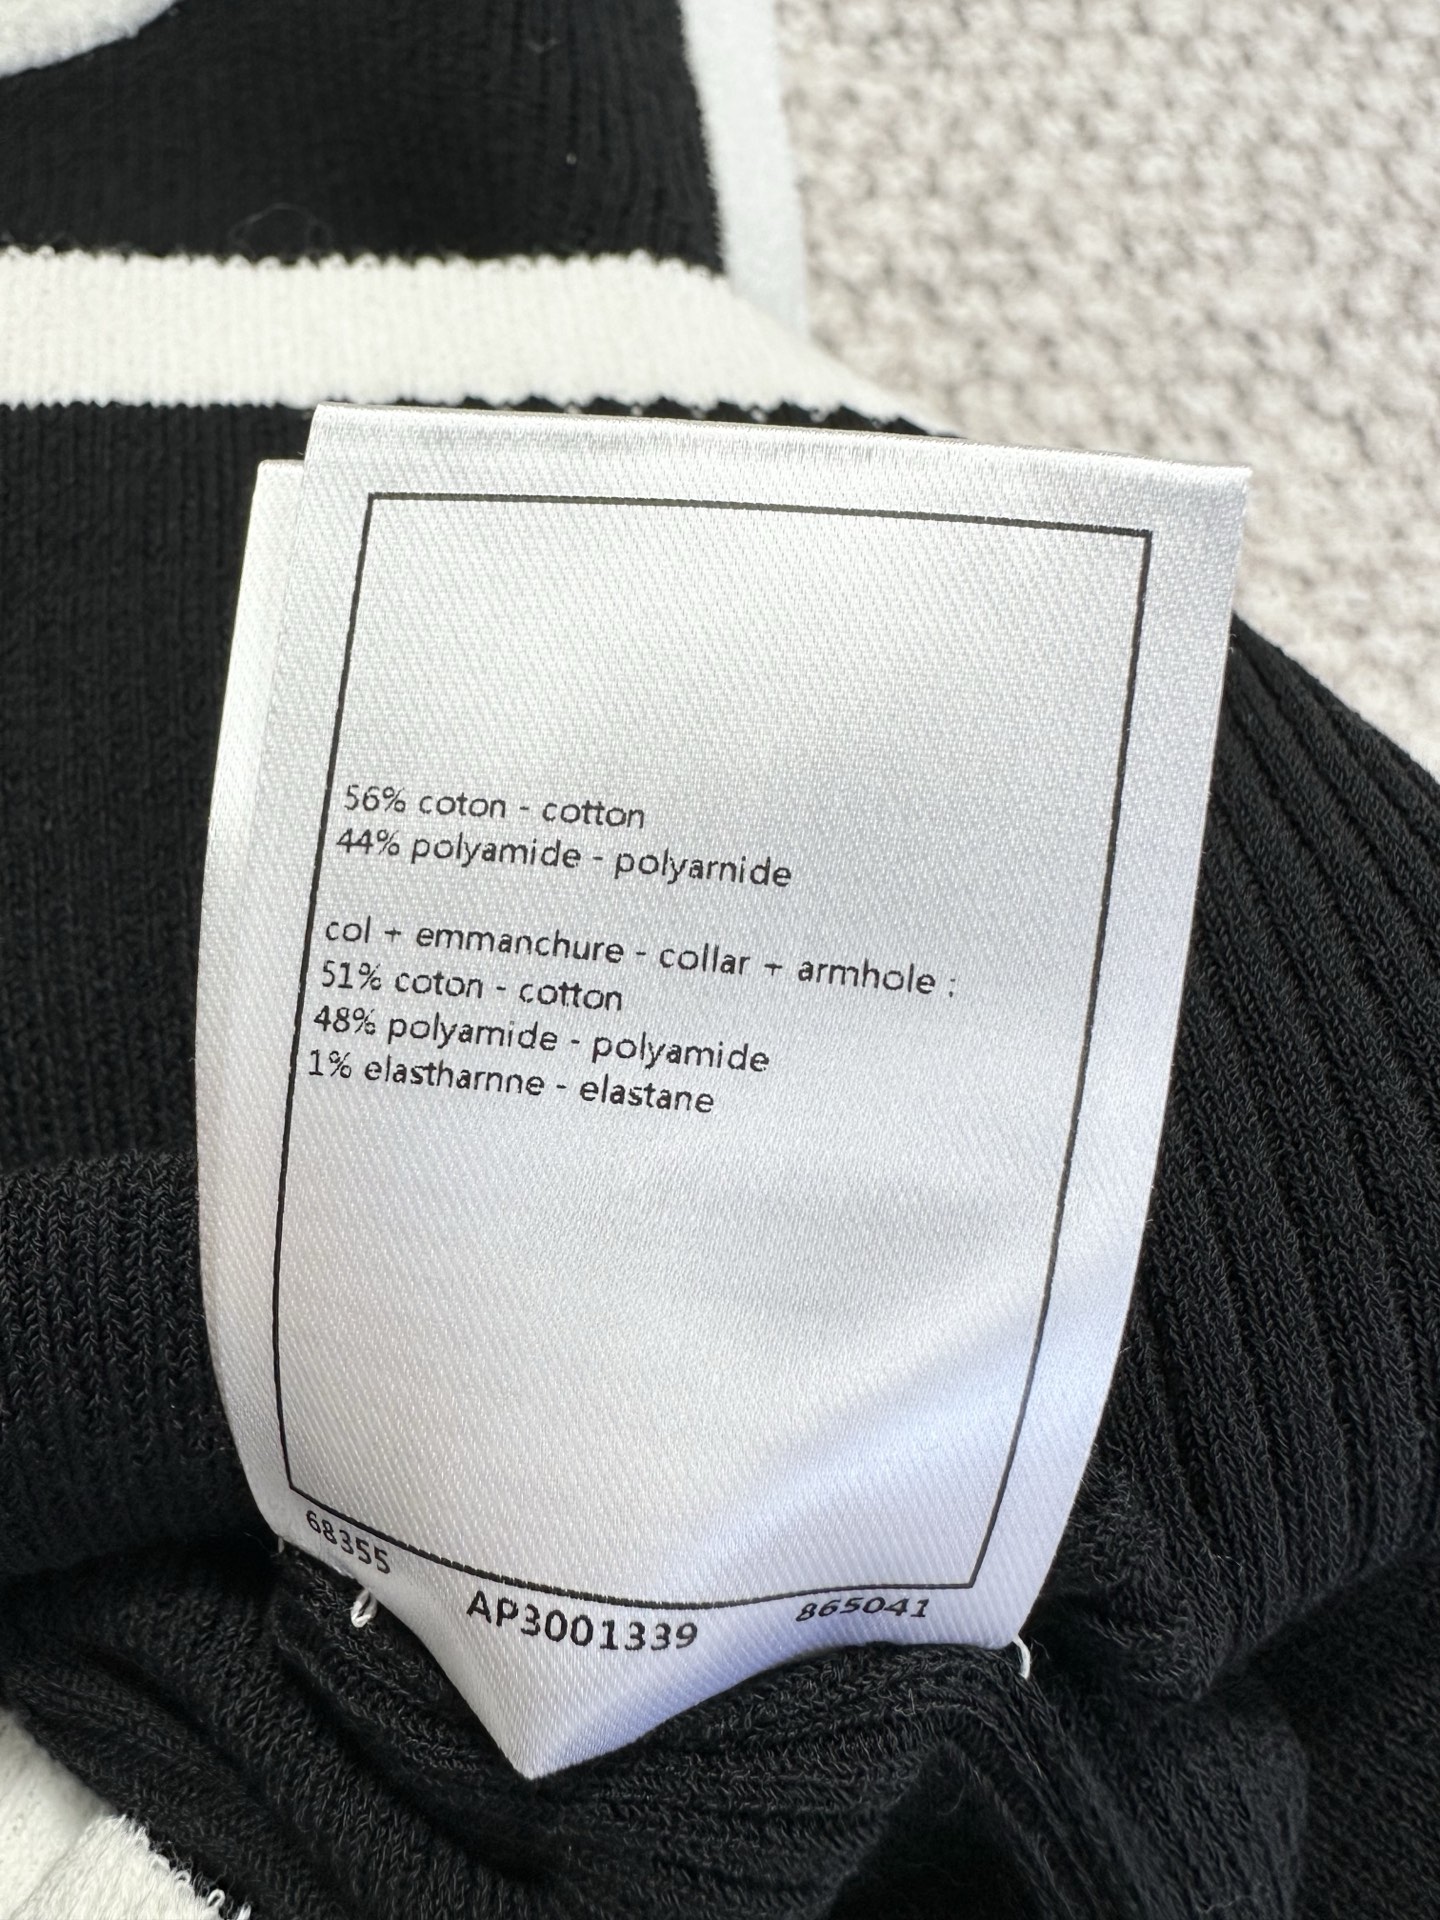 56% coton - cotton
44% polyamide - polyarnide
col + emmanchure - collar + armhole :
51% coton - cotton
48% polyamide - polyamide
1% elastharnne - elastane
68355
AP3001339
865041